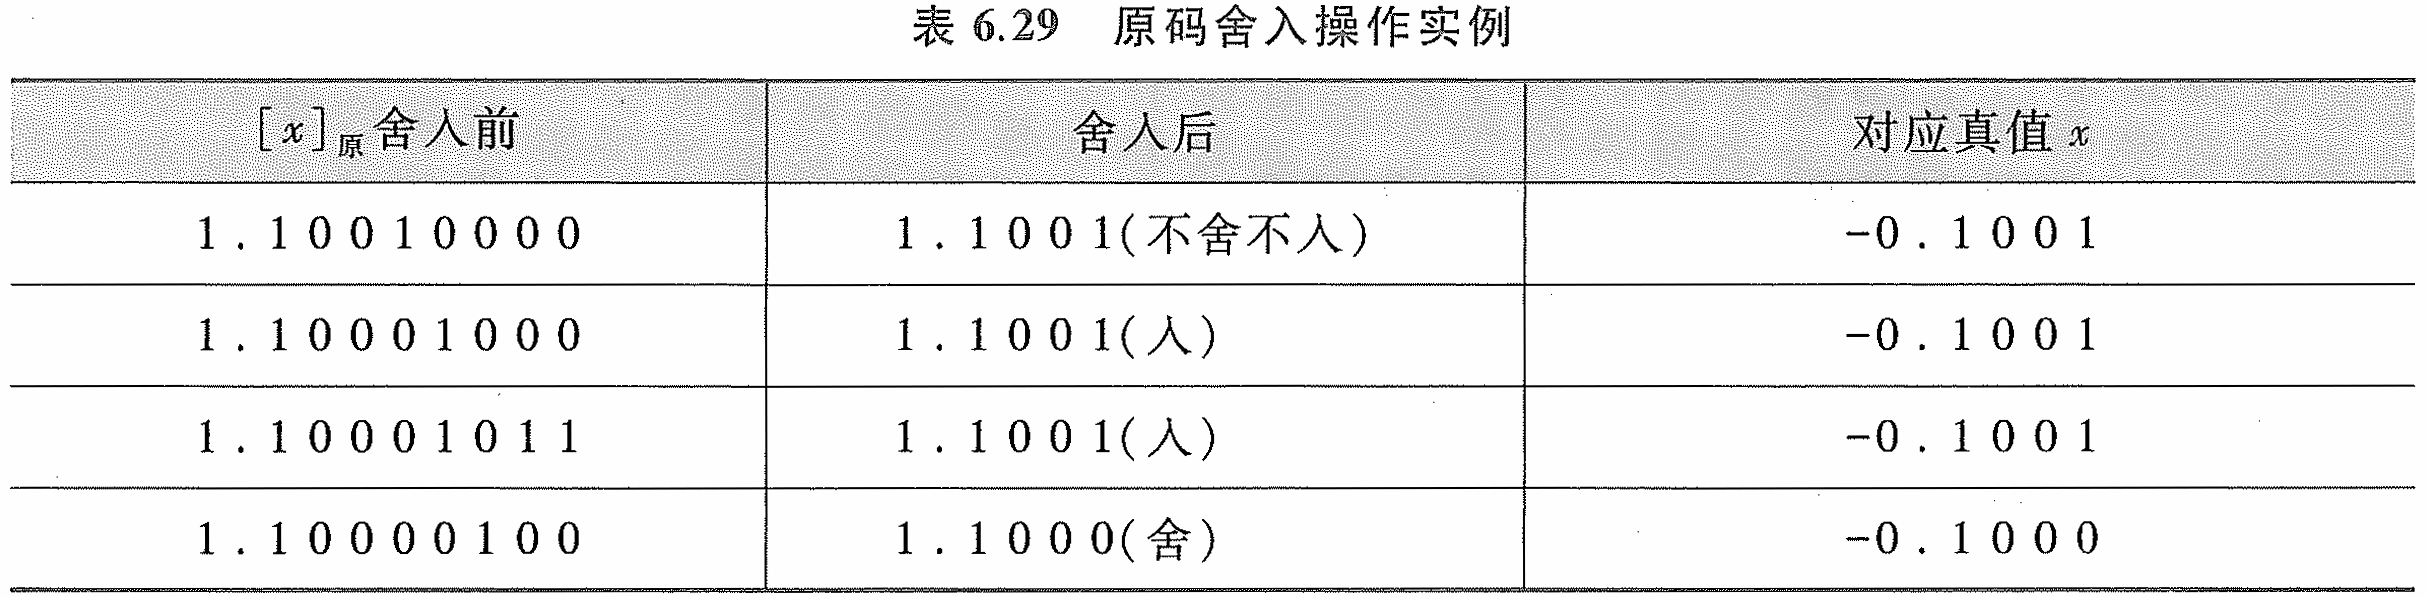 表 6.29 原码舍入操作实例
[x]原舍入前 舍入后 对应真值 x
1.10010000 1.1001(不舍不入) -0.1001
1.10001000 1.1001(入) -0.1001
1.10001011 1.1001(入) -0.1001
1.10000100 1.1000(舍) -0.1000